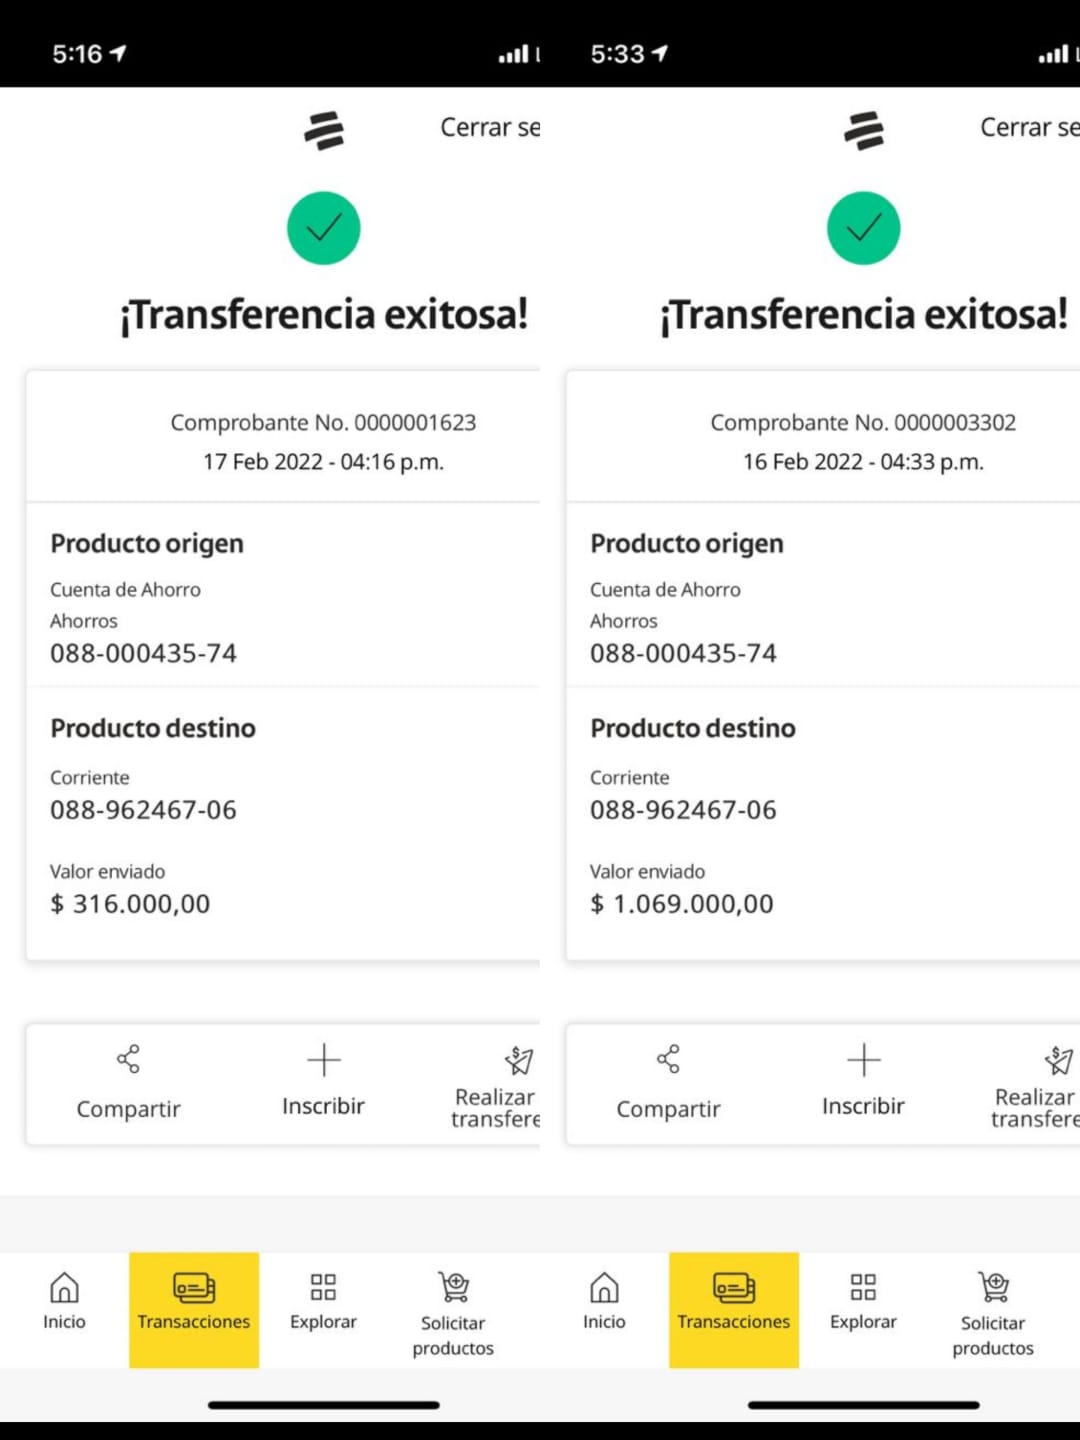 5:16
Cerrar se
¡Transferencia exitosa!
Comprobante No. 0000001623
17 Feb 2022 - 04:16 p.m.
Producto origen
Cuenta de Ahorro
Ahorros
088-000435-74
Producto destino
Corriente
088-962467-06
Valor enviado
$ 316.000,00
Compartir
Inscribir
Realizar
transfere
Inicio
Transacciones
Explorar
Solicitar
productos
5:33
Cerrar se
¡Transferencia exitosa!
Comprobante No. 0000003302
16 Feb 2022 - 04:33 p.m.
Producto origen
Cuenta de Ahorro
Ahorros
088-000435-74
Producto destino
Corriente
088-962467-06
Valor enviado
$ 1.069.000,00
Compartir
Inscribir
Realizar
transfere
Inicio
Transacciones
Explorar
Solicitar
productos